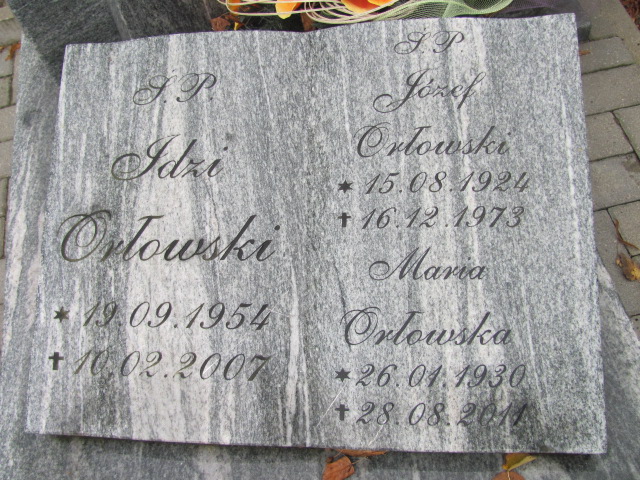 Ś.P.
Idzi
Orłowski
* 19.09.1954
✝ 10.02.2007
Ś.P
Józef
Orłowski
* 15.08.1924
✝ 16.12.1973
Maria
Orłowska
* 26.01.1930
✝ 28.08.2011